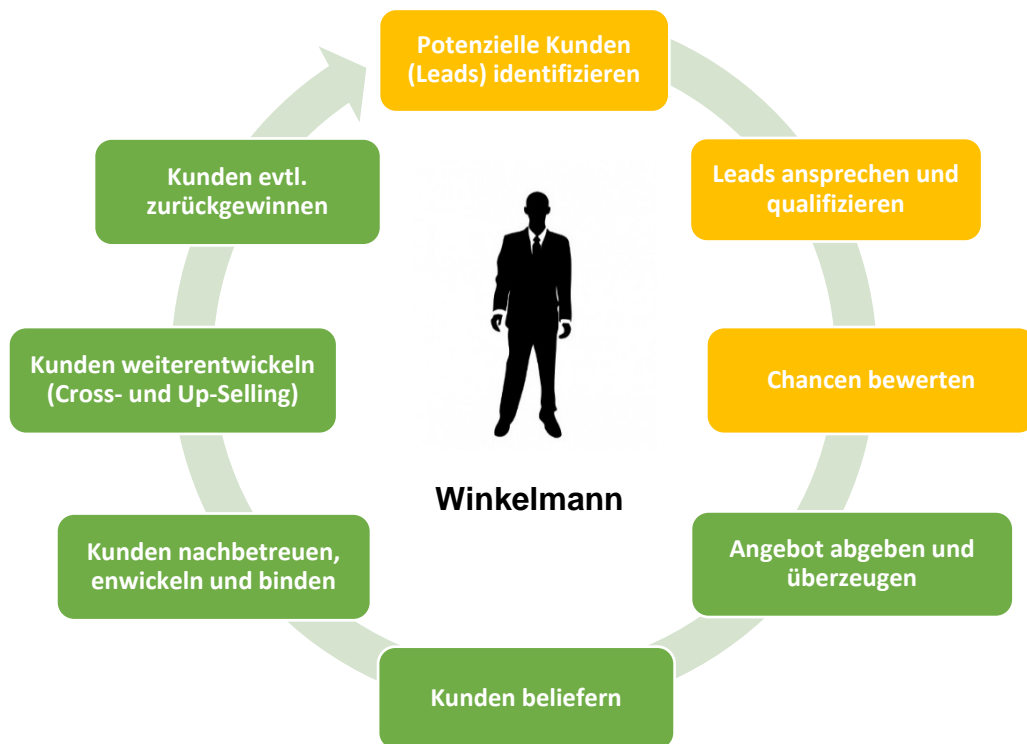 Potenzielle Kunden
(Leads) identifizieren
Leads ansprechen und
qualifizieren
Chancen bewerten
Angebot abgeben und
überzeugen
Kunden beliefern
Kunden nachbetreuen,
enwickeln und binden
Kunden weiterentwickeln
(Cross- und Up-Selling)
Kunden evtl.
zurückgewinnen
Winkelmann